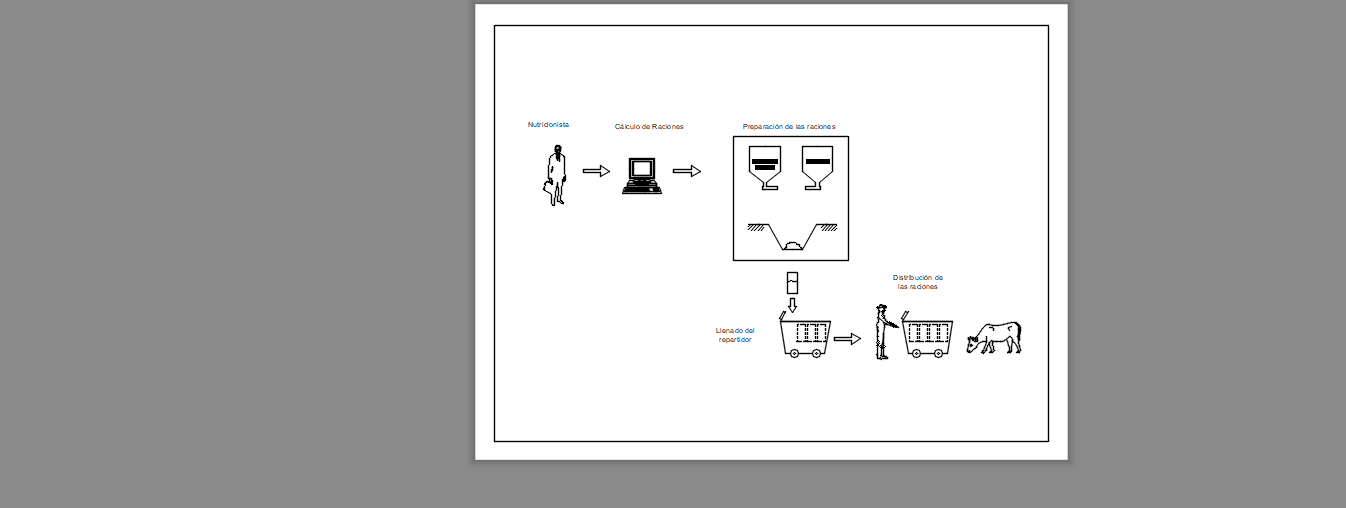 Nutricionista
Cálculo de Raciones
Preparación de las raciones
Distribución de
las raciones
Llenado del
repartidor